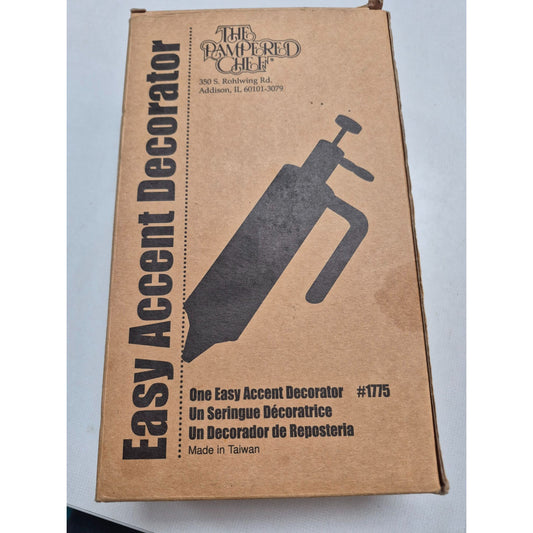 THE
PAMPERED
CHEF®
350 S. Rohlwing Rd.
Addison, IL 60101-3079
Easy Accent Decorator
One Easy Accent Decorator #1775
Un Seringue Décoratrice
Un Decorador de Reposteria
Made in Taiwan